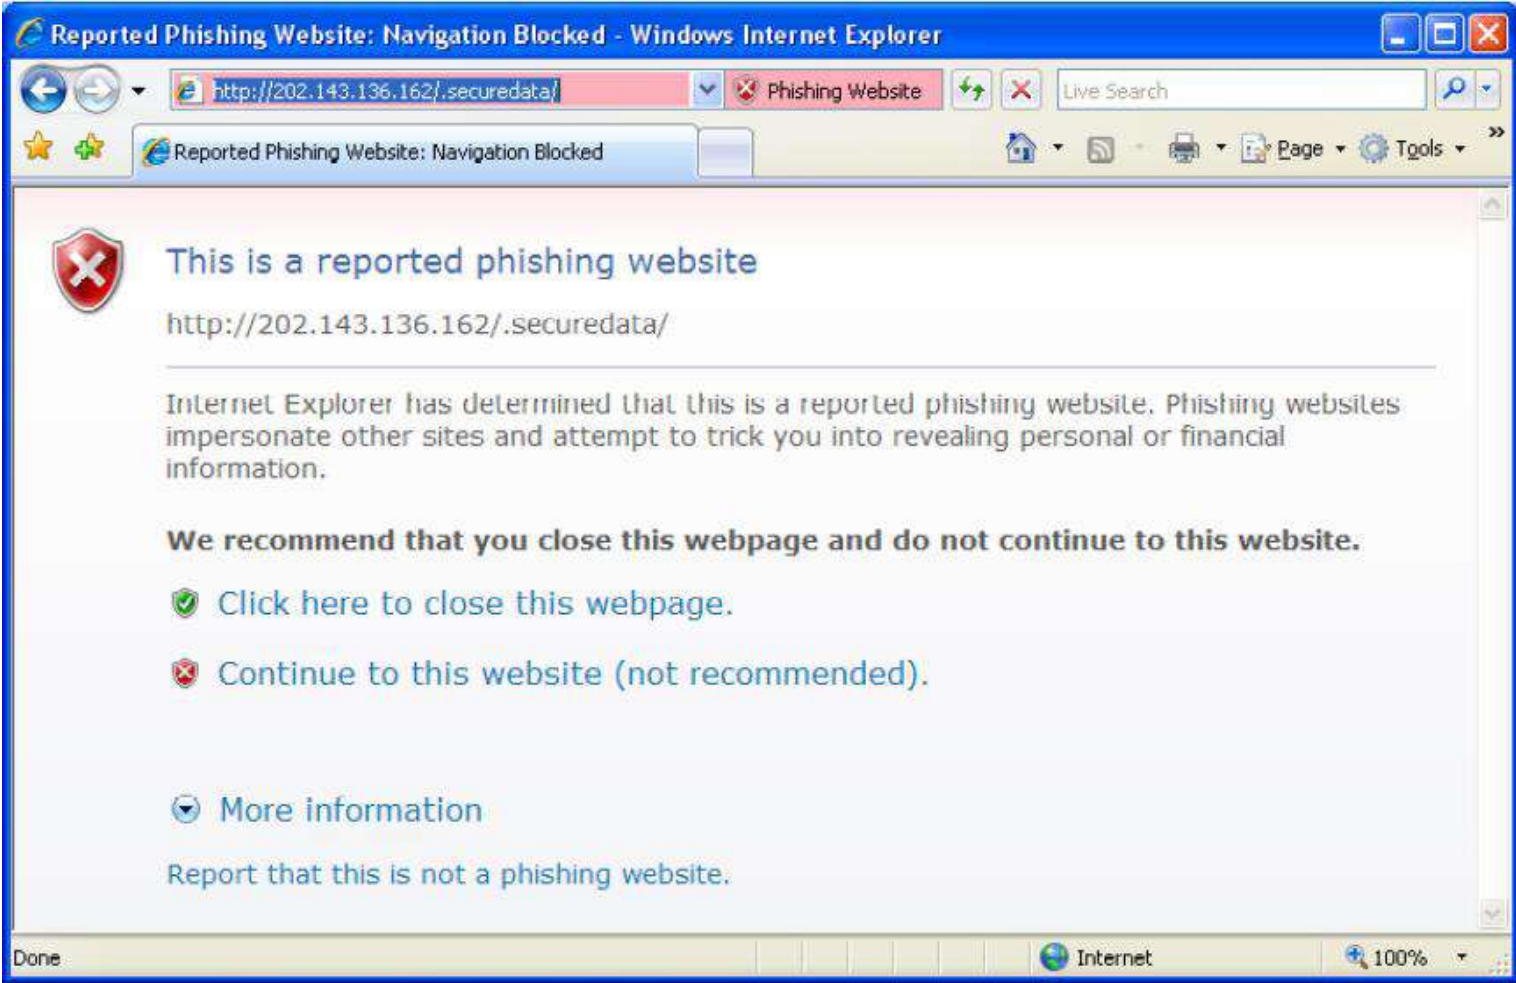 Reported Phishing Website: Navigation Blocked - Windows Internet Explorer
http://202.143.136.162/.securedata/
Phishing Website
Live Search
Reported Phishing Website: Navigation Blocked
Page
Tools
»
This is a reported phishing website
http://202.143.136.162/.securedata/
Internet Explorer has determined that this is a reported phishing website. Phishing websites
impersonate other sites and attempt to trick you into revealing personal or financial
information.
We recommend that you close this webpage and do not continue to this website.
Click here to close this webpage.
Continue to this website (not recommended).
More information
Report that this is not a phishing website.
Done
Internet
100%